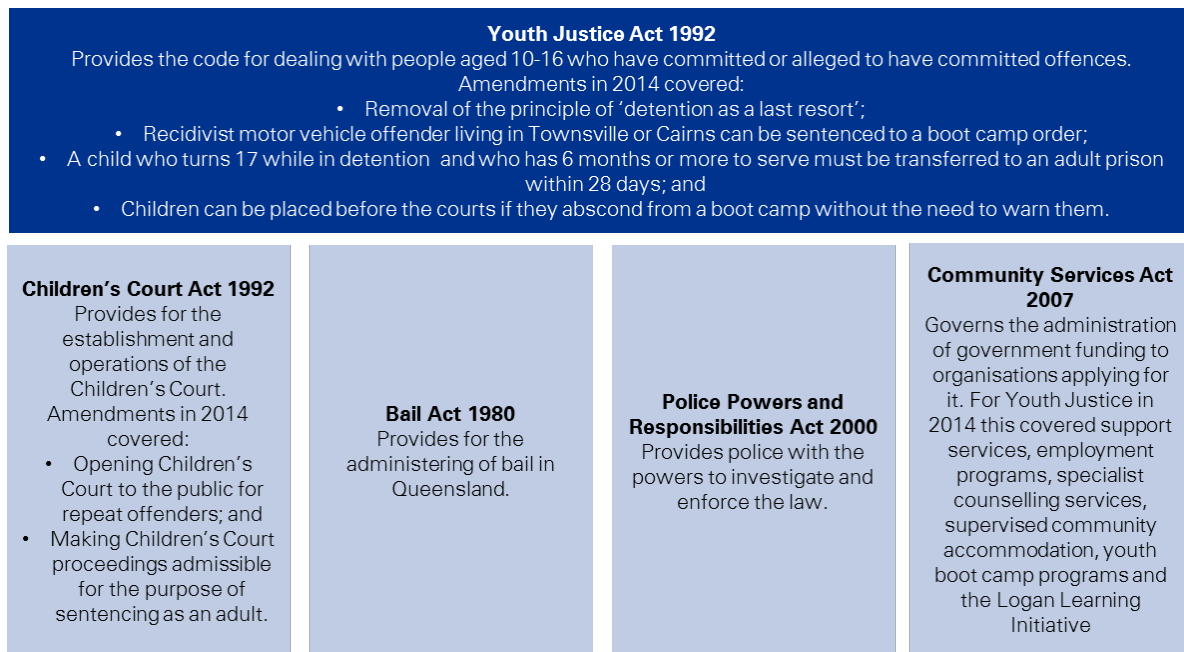 Youth Justice Act 1992
Provides the code for dealing with people aged 10-16 who have committed or alleged to have committed offences.
Amendments in 2014 covered:
• Removal of the principle of ‘detention as a last resort’;
• Recidivist motor vehicle offender living in Townsville or Cairns can be sentenced to a boot camp order;
• A child who turns 17 while in detention and who has 6 months or more to serve must be transferred to an adult prison
within 28 days; and
• Children can be placed before the courts if they abscond from a boot camp without the need to warn them.
Children’s Court Act 1992
Provides for the
establishment and
operations of the
Children’s Court.
Amendments in 2014
covered:
• Opening Children’s
Court to the public for
repeat offenders; and
• Making Children’s Court
proceedings admissible
for the purpose of
sentencing as an adult.
Bail Act 1980
Provides for the
administering of bail in
Queensland.
Police Powers and
Responsibilities Act 2000
Provides police with the
powers to investigate and
enforce the law.
Community Services Act
2007
Governs the administration
of government funding to
organisations applying for
it. For Youth Justice in
2014 this covered support
services, employment
programs, specialist
counselling services,
supervised community
accommodation, youth
boot camp programs and
the Logan Learning
Initiative